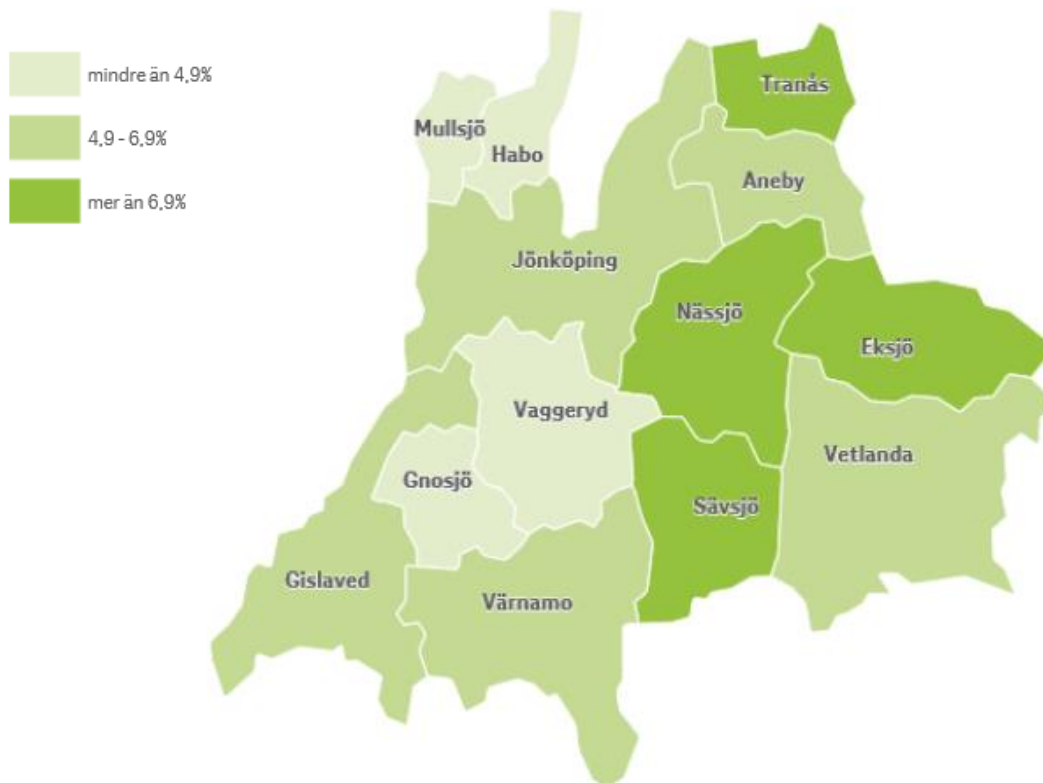 mindre än 4,9%
4,9 - 6,9%
mer än 6,9%
Tranås
Mullsjö
Habo
Aneby
Jönköping
Nässjö
Eksjö
Vaggeryd
Vetlanda
Gnosjö
Sävsjö
Gislaved
Värnamo